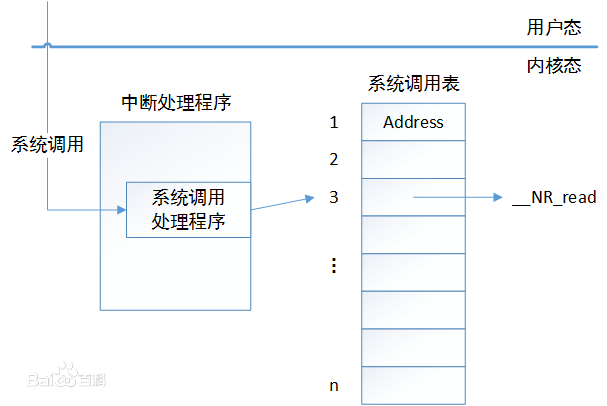 用户态
内核态
系统调用表
中断处理程序
系统调用
系统调用
处理程序
1
Address
2
3
__NR_read
⋮
n
Bai百科